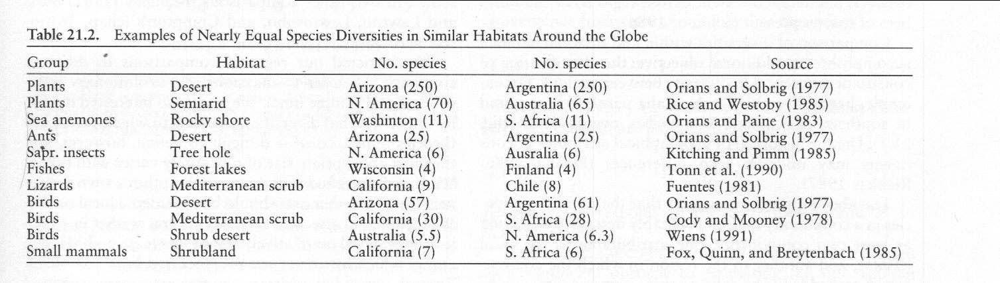 Table 21.2. Examples of Nearly Equal Species Diversities in Similar Habitats Around the Globe
Group Habitat No. species No. species Source
Plants Desert Arizona (250) Argentina (250) Orians and Solbrig (1977)
Plants Semiarid N. America (70) Australia (65) Rice and Westoby (1985)
Sea anemones Rocky shore Washinton (11) S. Africa (11) Orians and Paine (1983)
Ants Desert Arizona (25) Argentina (25) Orians and Solbrig (1977)
Sapr. insects Tree hole N. America (6) Ausralia (6) Kitching and Pimm (1985)
Fishes Forest lakes Wisconsin (4) Finland (4) Tonn et al. (1990)
Lizards Mediterranean scrub California (9) Chile (8) Fuentes (1981)
Birds Desert Arizona (57) Argentina (61) Orians and Solbrig (1977)
Birds Mediterranean scrub California (30) S. Africa (28) Cody and Mooney (1978)
Birds Shrub desert Australia (5.5) N. America (6.3) Wiens (1991)
Small mammals Shrubland California (7) S. Africa (6) Fox, Quinn, and Breytenbach (1985)